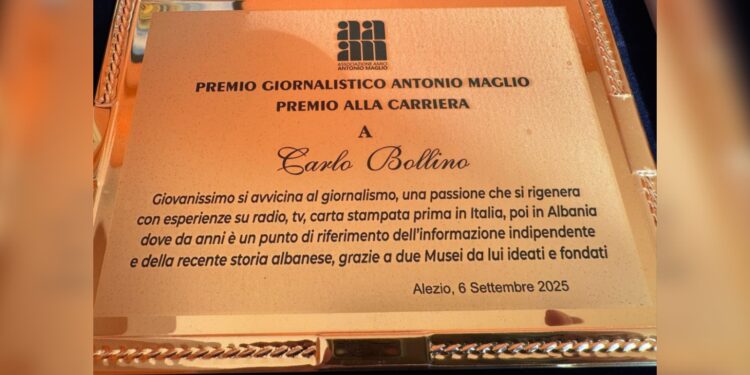 ASSOCIAZIONE AMICI
ANTONIO MAGLIO
PREMIO GIORNALISTICO ANTONIO MAGLIO
PREMIO ALLA CARRIERA
A
Carlo Bollino
Giovanissimo si avvicina al giornalismo, una passione che si rigenera
con esperienze su radio, tv, carta stampata prima in Italia, poi in Albania
dove da anni è un punto di riferimento dell'informazione indipendente
e della recente storia albanese, grazie a due Musei da lui ideati e fondati
Alezio, 6 Settembre 2025